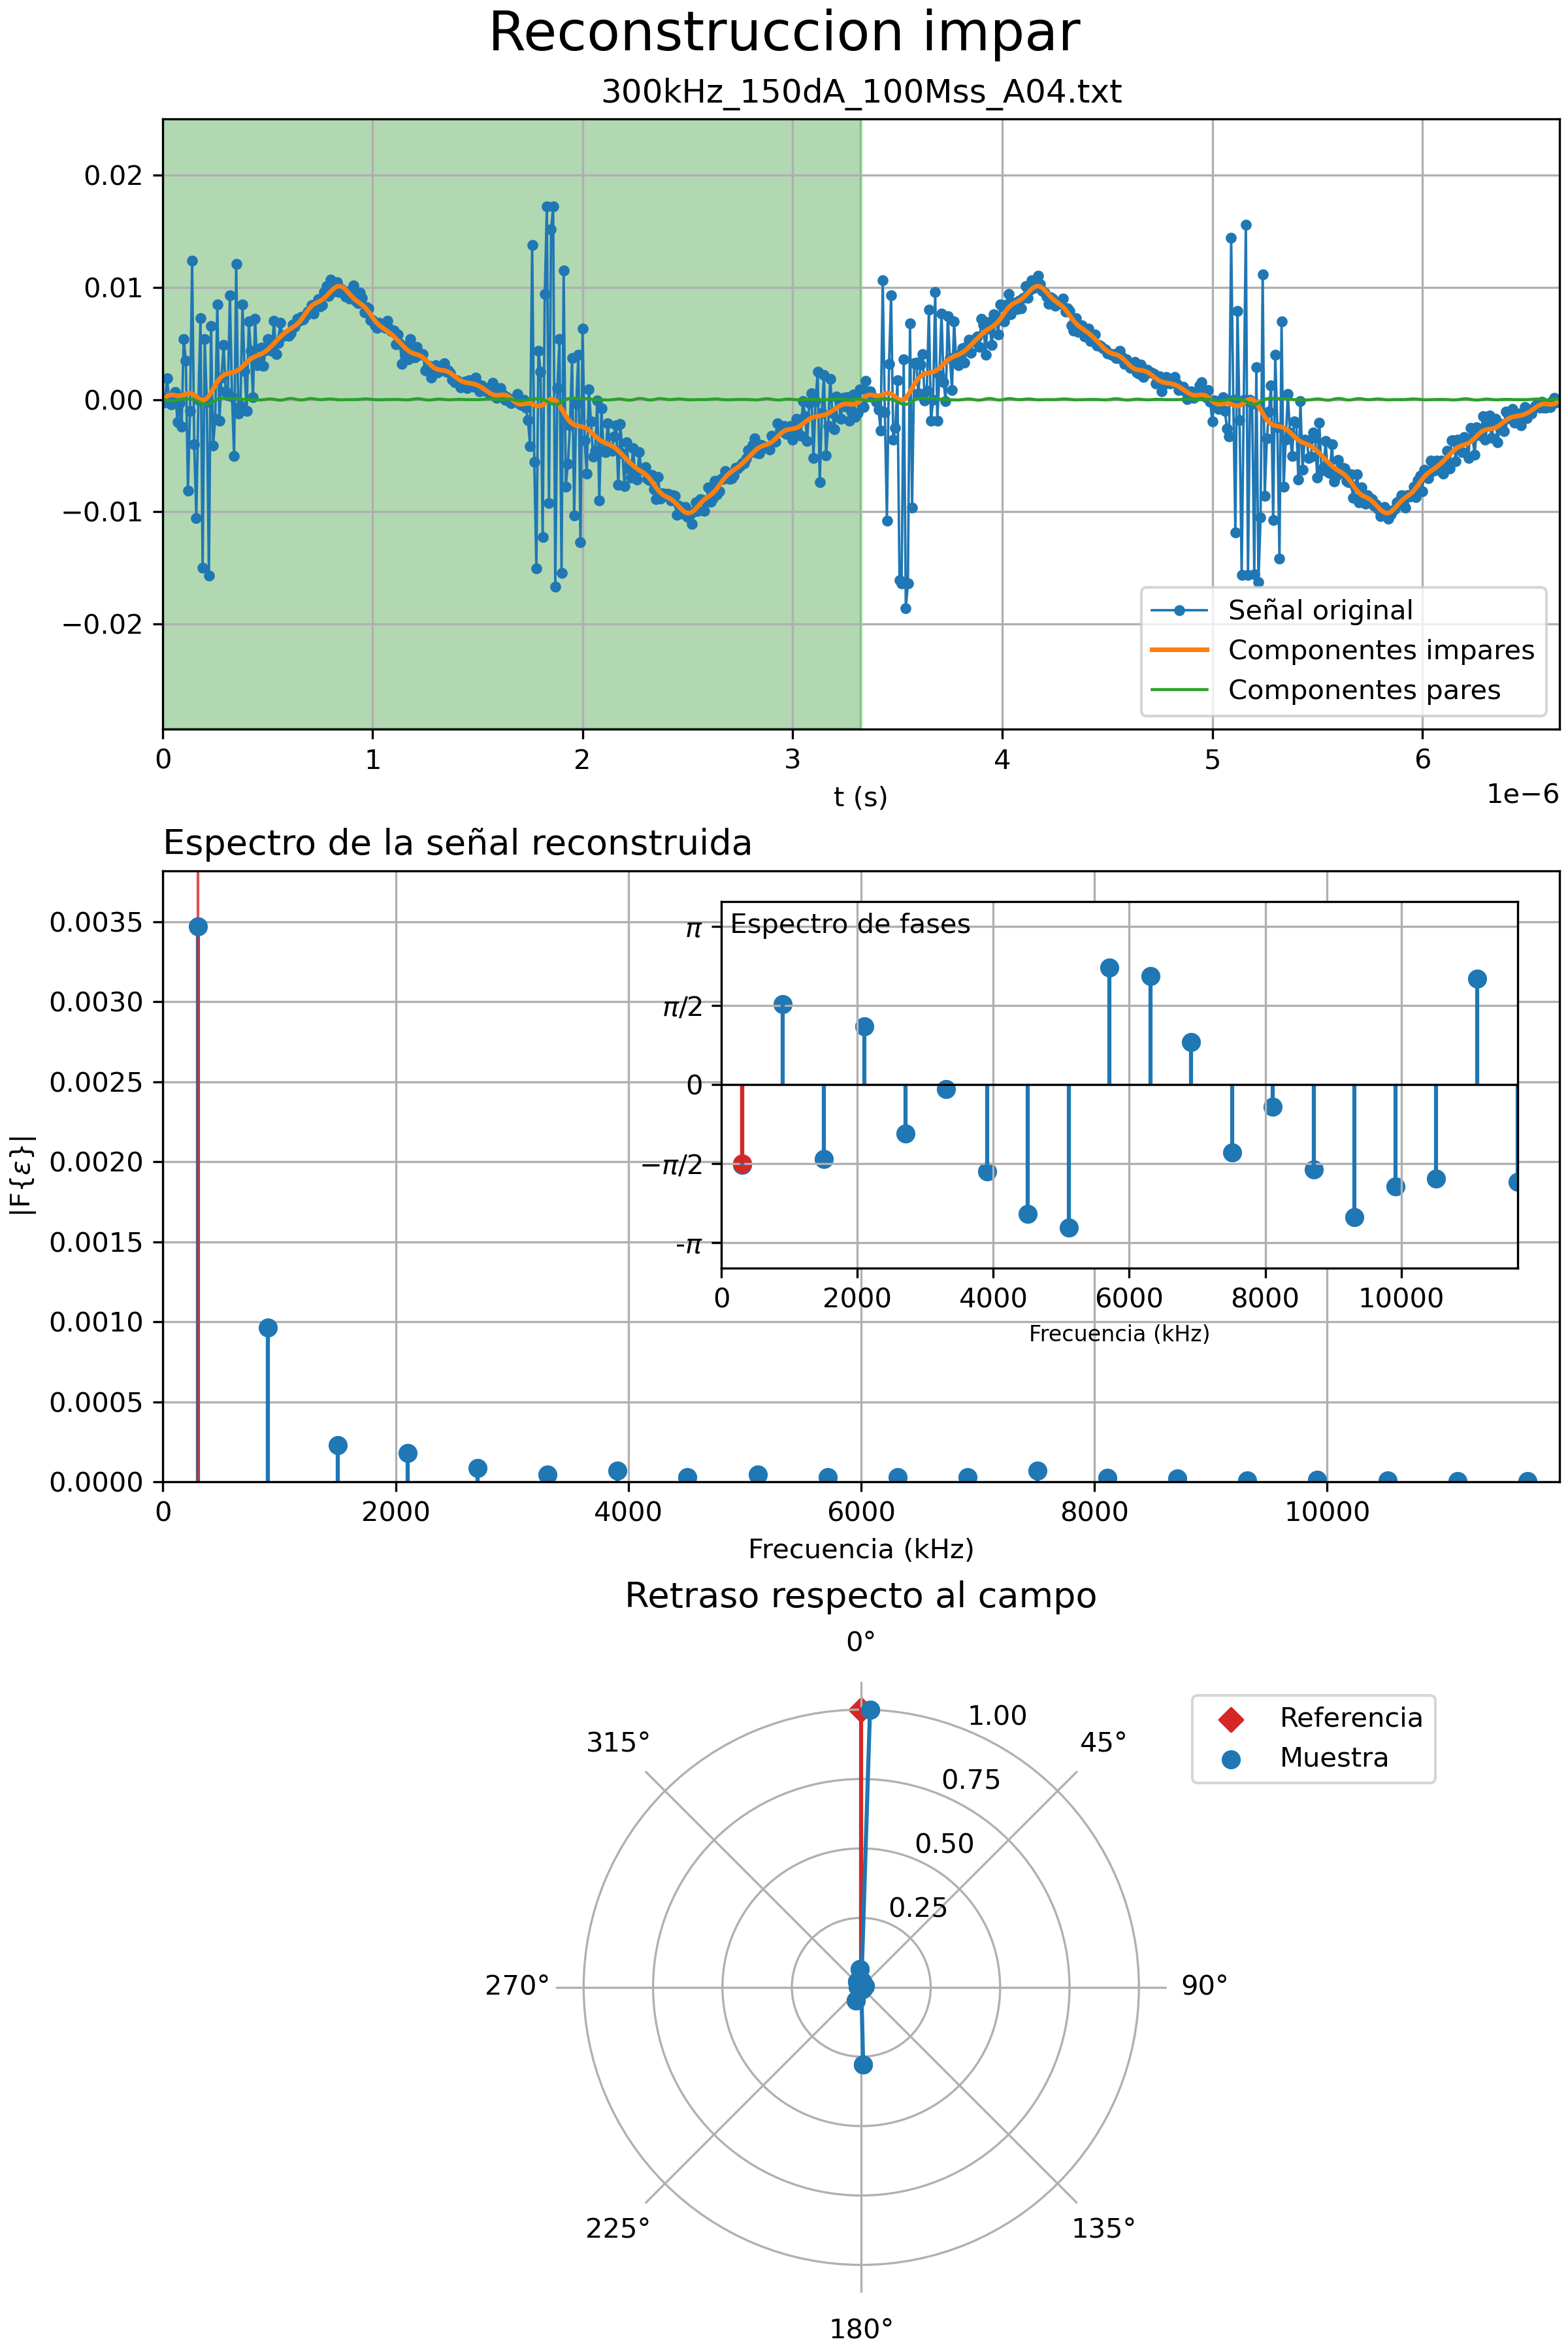 Reconstruccion impar
300kHz_150dA_100Mss_A04.txt
0.02
0.01
0.00
−0.01
−0.02
Señal original
Componentes impares
Componentes pares
0 1 2 3 4 5 6
t (s)
1e−6
Espectro de la señal reconstruida
|F{ε}|
0.0035
0.0030
0.0025
0.0020
0.0015
0.0010
0.0005
0.0000
Espectro de fases
π
π/2
0
−π/2
-π
0 2000 4000 6000 8000 10000
Frecuencia (kHz)
0 2000 4000 6000 8000 10000
Frecuencia (kHz)
Retraso respecto al campo
0°
315°
45°
270°
90°
225°
135°
180°
1.00
0.75
0.50
0.25
Referencia
Muestra